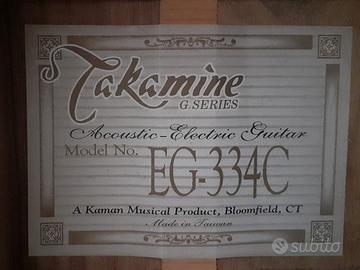 Takamine
G. SERIES
Acoustic-Electric Guitar
Model No. EG-334C
A Kaman Musical Product, Bloomfield, CT
Made in Taiwan
subito